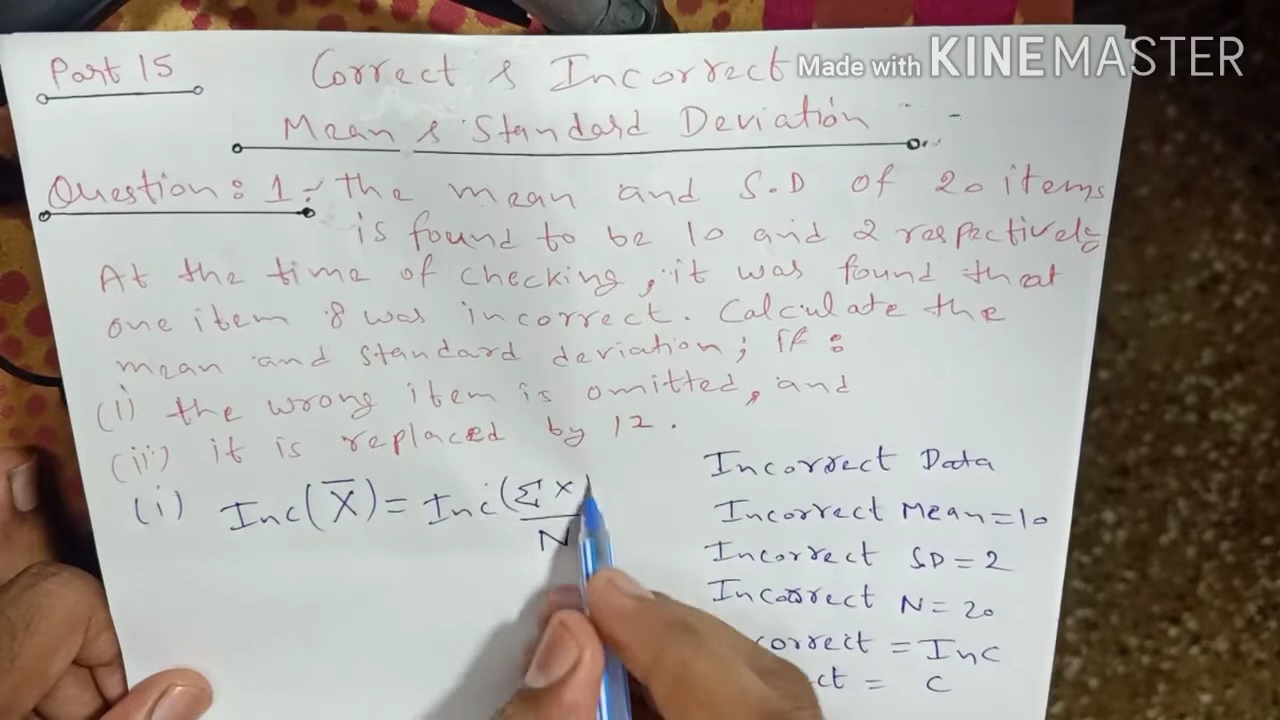 Part 15
Correct & Incorrect
Made with KINEMASTER
Mean & Standard Deviation
Question: 1:- The mean and S.D of 20 items
is found to be 10 and 2 respectively
At the time of checking, it was found that
one item 8 was incorrect. Calculate the
mean and standard deviation; if:
(i) the wrong item is omitted, and
(ii) it is replaced by 12.
(i) Inc(X̄) = Inc(Σx)
N
Incorrect Data
Incorrect Mean = 10
Incorrect SD = 2
Incorrect N = 20
correct = Inc
ct = C